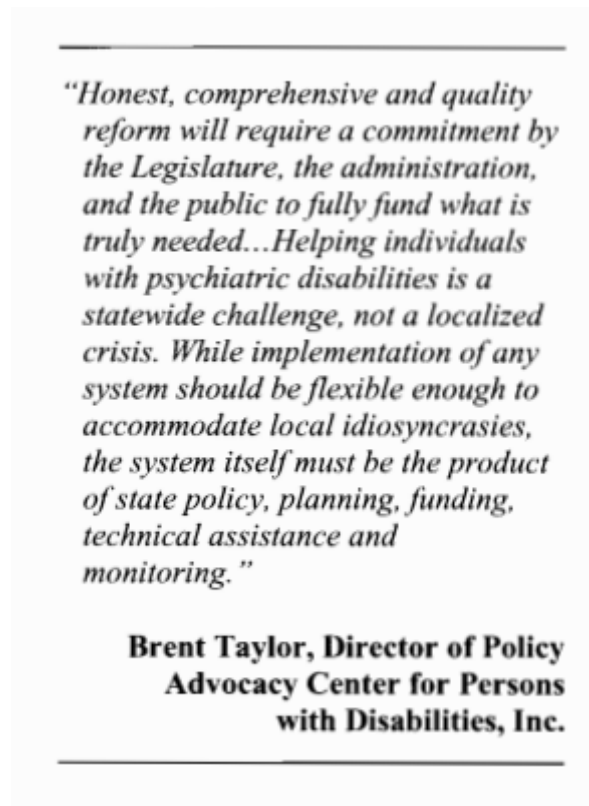 “Honest, comprehensive and quality
reform will require a commitment by
the Legislature, the administration,
and the public to fully fund what is
truly needed…Helping individuals
with psychiatric disabilities is a
statewide challenge, not a localized
crisis. While implementation of any
system should be flexible enough to
accommodate local idiosyncrasies,
the system itself must be the product
of state policy, planning, funding,
technical assistance and
monitoring.”
Brent Taylor, Director of Policy
Advocacy Center for Persons
with Disabilities, Inc.